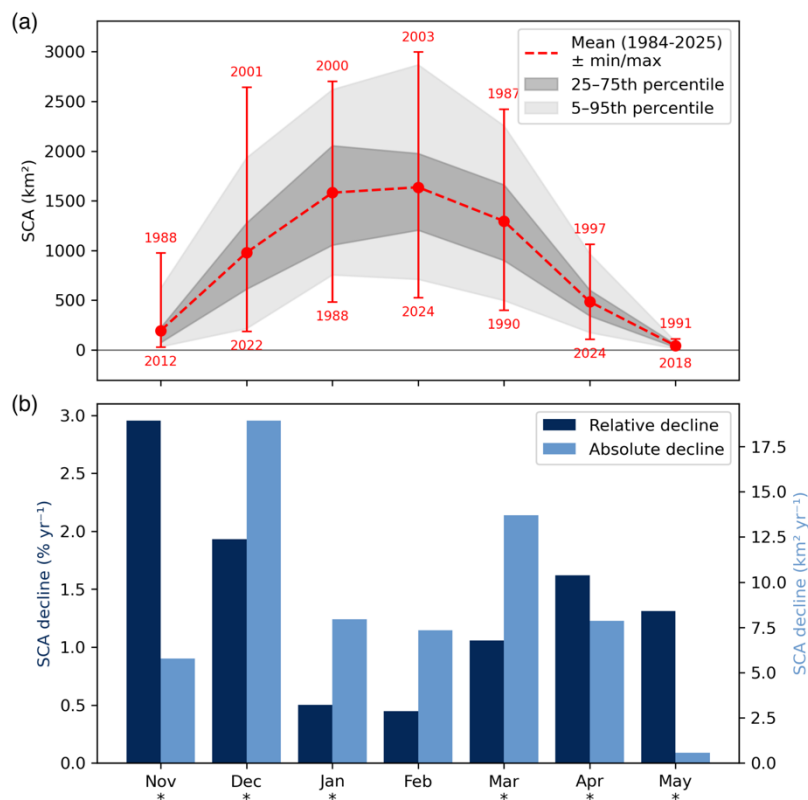 (a)
SCA (km²)
3000
2500
2000
1500
1000
500
0
1988
2001
2000
2003
1987
1997
1991
2012
2022
1988
2024
1990
2024
2018
Mean (1984-2025)
± min/max
25–75th percentile
5–95th percentile
(b)
SCA decline (% yr⁻¹)
3.0
2.5
2.0
1.5
1.0
0.5
0.0
Relative decline
Absolute decline
17.5
15.0
12.5
10.0
7.5
5.0
2.5
0.0
SCA decline (km² yr⁻¹)
Nov Dec Jan Feb Mar Apr May
* * * * * *